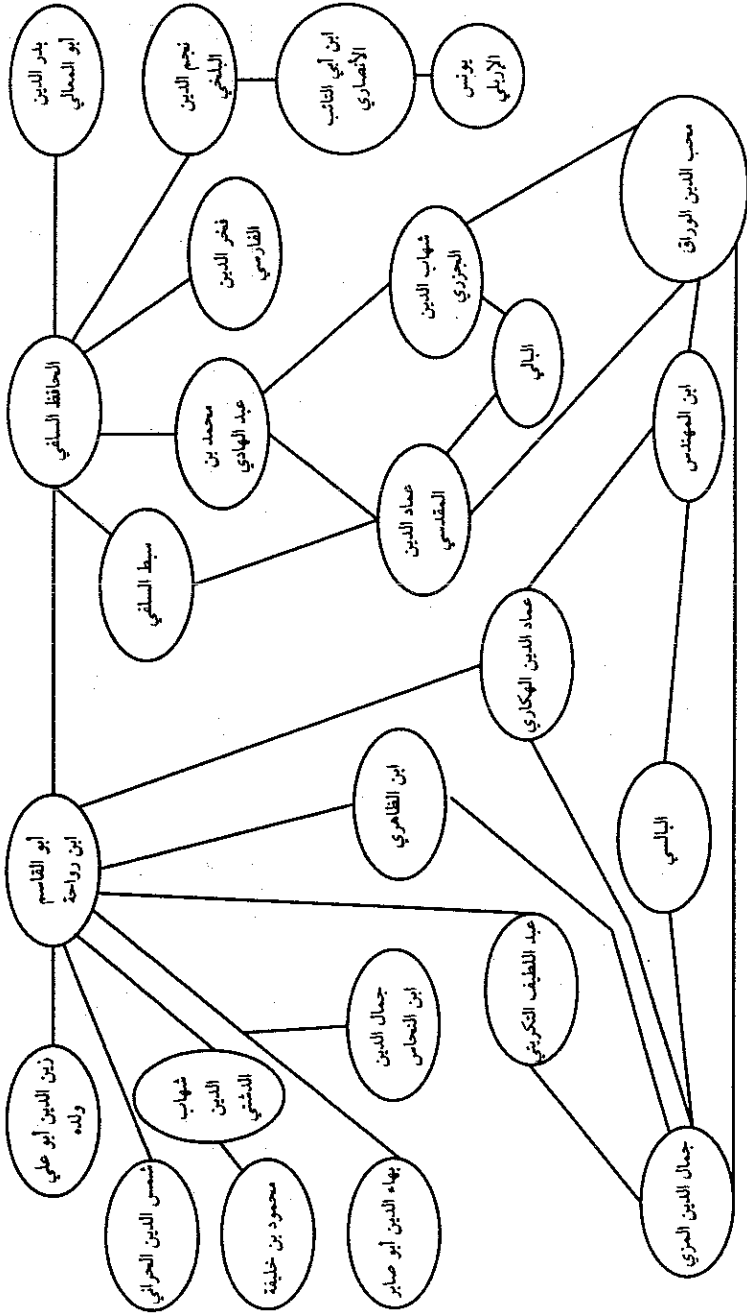 بدر الدين
أبو المعالي
نجم الدين
البلخي
ابن أبي التائب
الأنصاري
يونس
الإربلي
فخر الدين
الفارسي
الحافظ السلفي
محمد بن
عبد الهادي
سبط السلفي
شهاب الدين
الجزري
البالي
عماد الدين
المقدسي
محب الدين الوراق
ابن المهندس
عماد الدين الهكاري
أبو القاسم
ابن رواحة
ابن الظاهري
البالسي
عبد اللطيف التكريتي
جمال الدين
ابن النحاس
زين الدين أبو علي
ولده
شهاب
الدين
الدشتي
شمس الدين الحراني
محمود بن خليفة
بهاء الدين أبو صابر
جمال الدين المزي